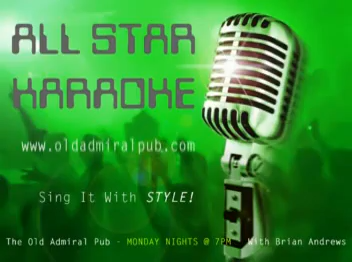 ALL STAR
KARAOKE
www.oldadmiralpub.com
Sing It With STYLE!
The Old Admiral Pub - MONDAY NIGHTS @ 7PM - With Brian Andrews